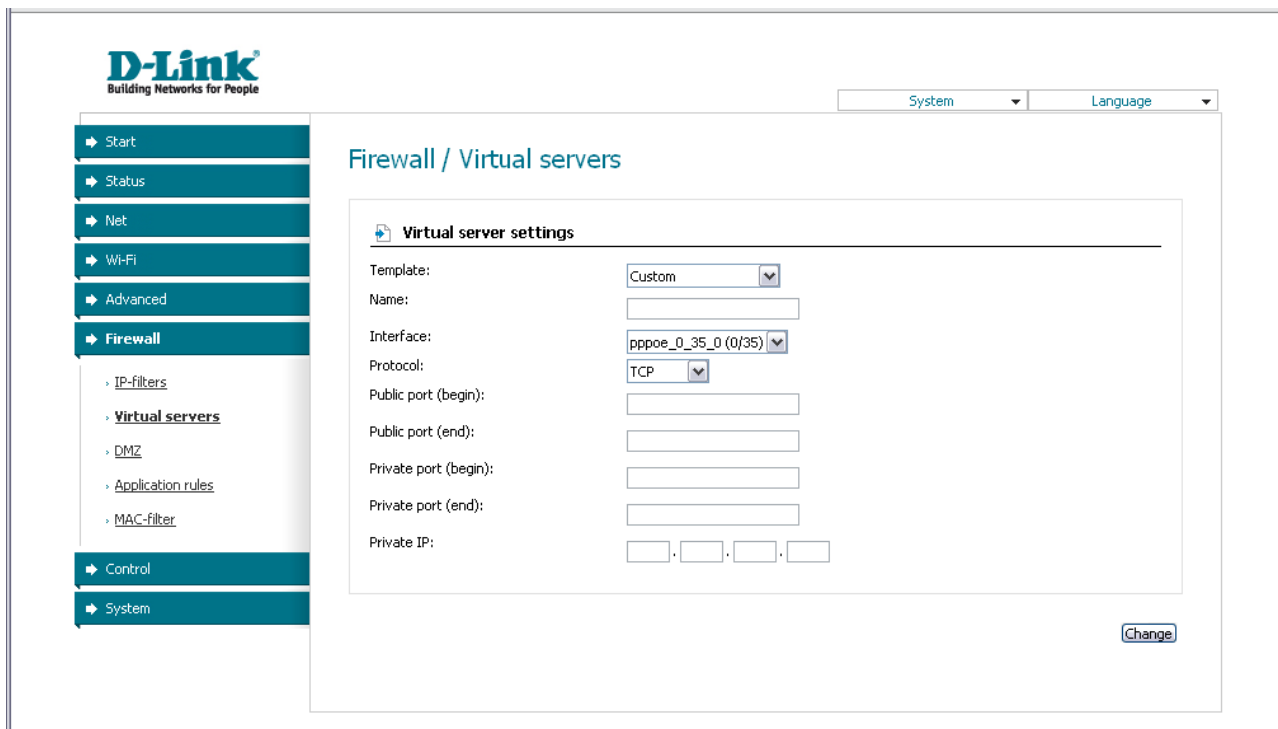 D-Link
Building Networks for People
System Language
Start
Status
Net
Wi-Fi
Advanced
Firewall
IP-filters
Virtual servers
DMZ
Application rules
MAC-filter
Control
System
Firewall / Virtual servers
Virtual server settings
Template: Custom
Name:
Interface: pppoe_0_35_0 (0/35)
Protocol: TCP
Public port (begin):
Public port (end):
Private port (begin):
Private port (end):
Private IP: . . .
Change